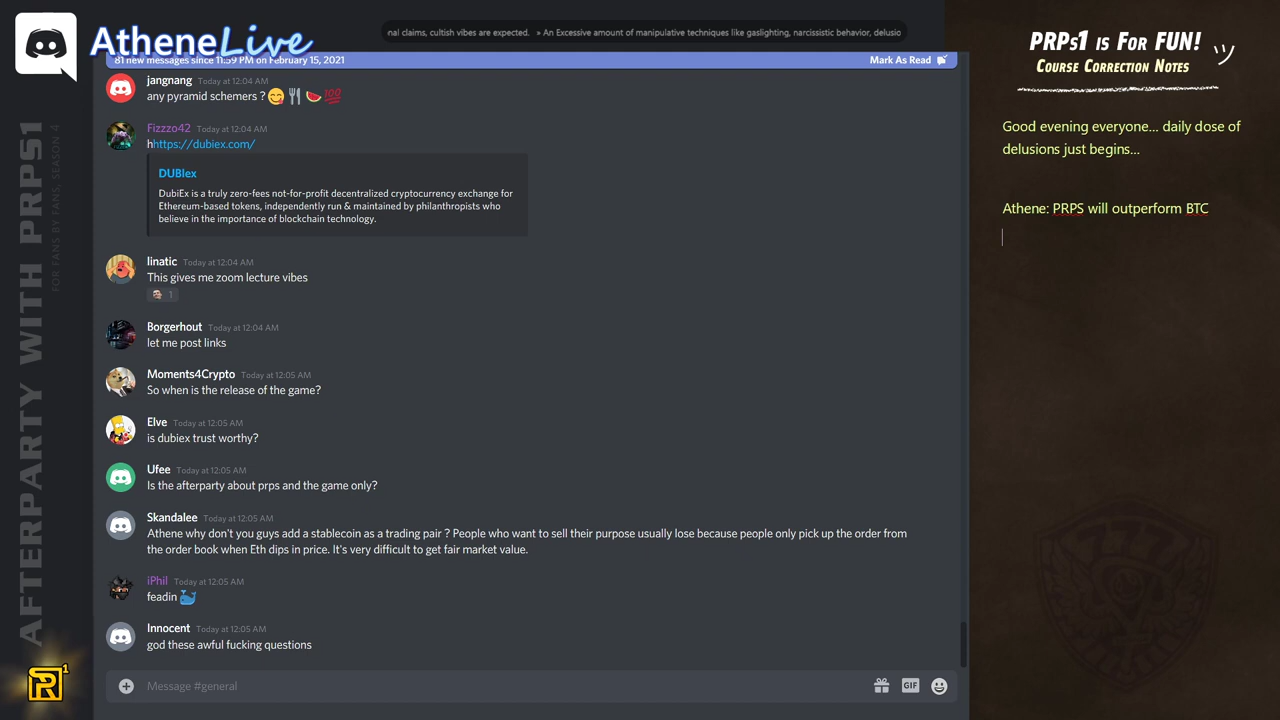 AtheneLive
nal claims, cultish vibes are expected.   » An Excessive amount of manipulative techniques like gaslighting, narcissistic behavior, delusio
81 new messages since 11:59 PM on February 15, 2021
Mark As Read
jangnang Today at 12:04 AM
any pyramid schemers ? 😋🍴🍉💯
Fizzzo42 Today at 12:04 AM
hhttps://dubiex.com/
DUBIex
DubiEx is a truly zero-fees not-for-profit decentralized cryptocurrency exchange for
Ethereum-based tokens, independently run & maintained by philanthropists who
believe in the importance of blockchain technology.
linatic Today at 12:04 AM
This gives me zoom lecture vibes
1
Borgerhout Today at 12:04 AM
let me post links
Moments4Crypto Today at 12:05 AM
So when is the release of the game?
Elve Today at 12:05 AM
is dubiex trust worthy?
Ufee Today at 12:05 AM
Is the afterparty about prps and the game only?
Skandalee Today at 12:05 AM
Athene why don't you guys add a stablecoin as a trading pair ? People who want to sell their purpose usually lose because people only pick up the order from
the order book when Eth dips in price. It's very difficult to get fair market value.
iPhil Today at 12:05 AM
feadin 🐳
Innocent Today at 12:05 AM
god these awful fucking questions
Message #general
GIF
AFTERPARTY WITH PRPS1
FOR FANS BY FANS, SEASON 4
R1
PRPs1 is For FUN!
Course Correction Notes
ツ
Good evening everyone... daily dose of
delusions just begins...
Athene: PRPS will outperform BTC